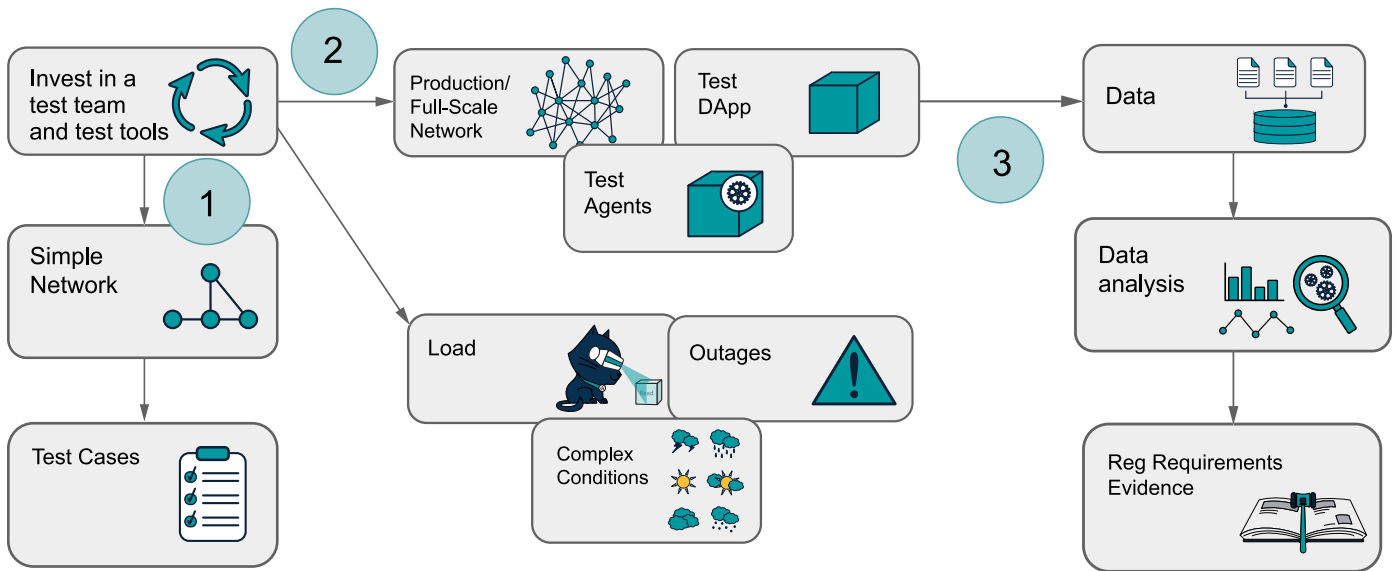 Invest in a
test team
and test tools
2
Production/
Full-Scale
Network
Test
DApp
Test
Agents
3
Data
1
Simple
Network
Test Cases
Load
Outages
Complex
Conditions
Data
analysis
Reg Requirements
Evidence